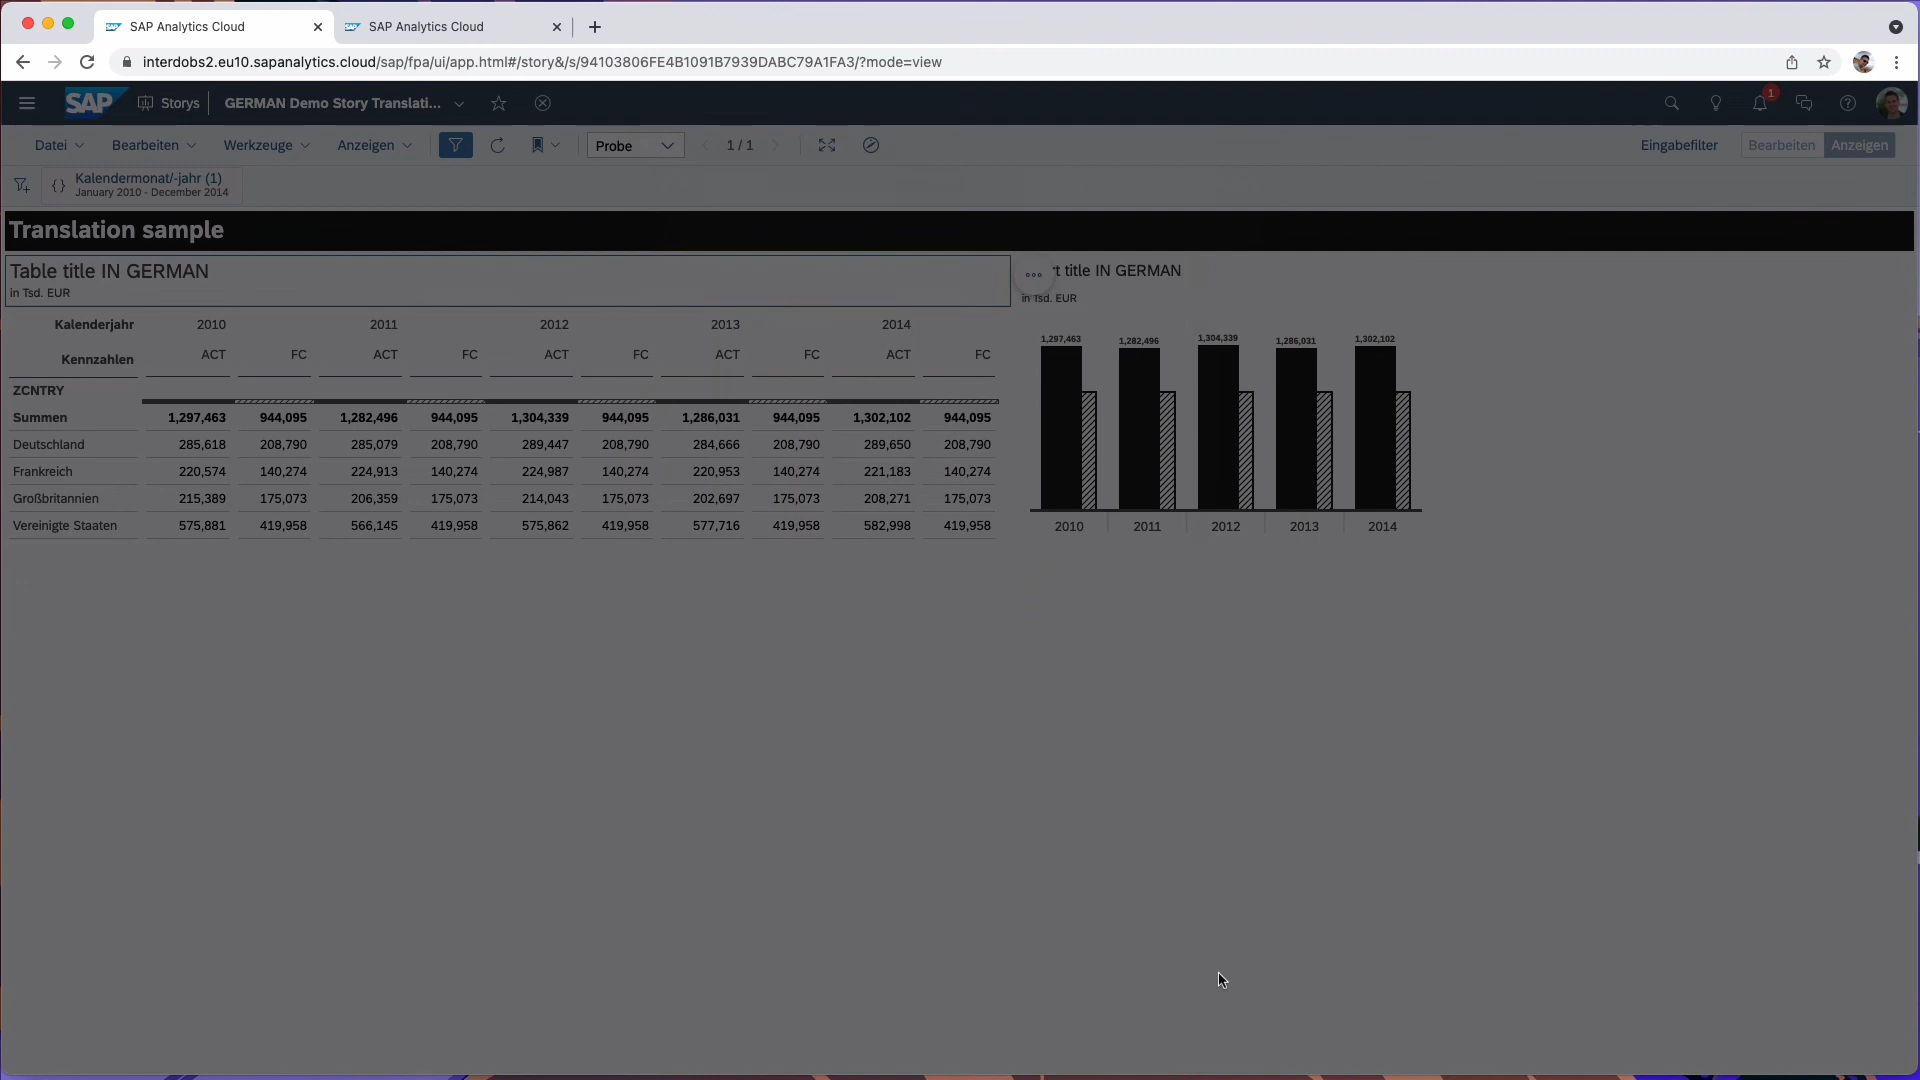 SAP Analytics Cloud
SAP Analytics Cloud
interdobs2.eu10.sapanalytics.cloud/sap/fpa/ui/app.html#/story&/s/94103806FE4B1091B7939DABC79A1FA3/?mode=view
SAP Storys GERMAN Demo Story Translati... 1
Datei Bearbeiten Werkzeuge Anzeigen Probe 1 / 1 Eingabefilter Bearbeiten Anzeigen
Kalendermonat/-jahr (1)
January 2010 - December 2014
Translation sample
Table title IN GERMAN
in Tsd. EUR
Kalenderjahr 2010 2011 2012 2013 2014
Kennzahlen ACT FC ACT FC ACT FC ACT FC ACT FC
ZCNTRY
Summen 1,297,463 944,095 1,282,496 944,095 1,304,339 944,095 1,286,031 944,095 1,302,102 944,095
Deutschland 285,618 208,790 285,079 208,790 289,447 208,790 284,666 208,790 289,650 208,790
Frankreich 220,574 140,274 224,913 140,274 224,987 140,274 220,953 140,274 221,183 140,274
Großbritannien 215,389 175,073 206,359 175,073 214,043 175,073 202,697 175,073 208,271 175,073
Vereinigte Staaten 575,881 419,958 566,145 419,958 575,862 419,958 577,716 419,958 582,998 419,958
title IN GERMAN
in Tsd. EUR
1,297,463 1,282,496 1,304,339 1,286,031 1,302,102
2010 2011 2012 2013 2014